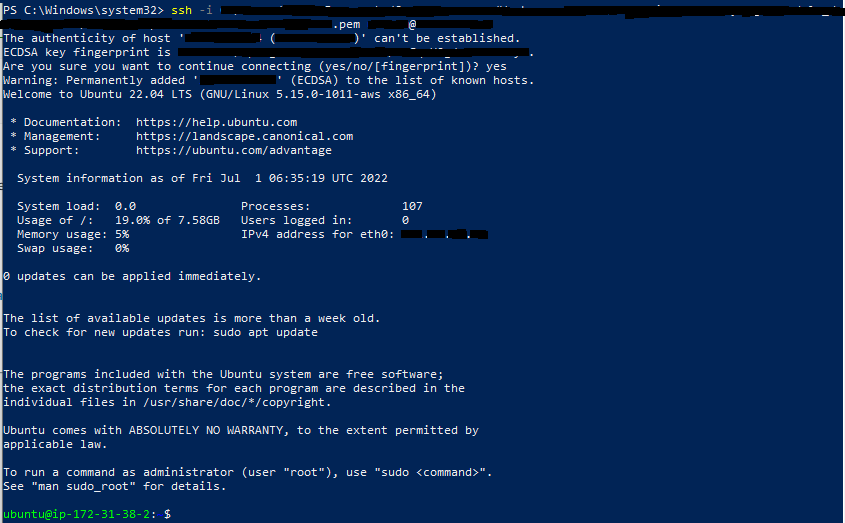 PS C:\Windows\system32> ssh -i
.pem @
The authenticity of host ' 4 ( )' can't be established.
ECDSA key fingerprint is .
Are you sure you want to continue connecting (yes/no/[fingerprint])? yes
Warning: Permanently added ' ' (ECDSA) to the list of known hosts.
Welcome to Ubuntu 22.04 LTS (GNU/Linux 5.15.0-1011-aws x86_64)
* Documentation: https://help.ubuntu.com
* Management: https://landscape.canonical.com
* Support: https://ubuntu.com/advantage
System information as of Fri Jul 1 06:35:19 UTC 2022
System load: 0.0 Processes: 107
Usage of /: 19.0% of 7.58GB Users logged in: 0
Memory usage: 5% IPv4 address for eth0:
Swap usage: 0%
0 updates can be applied immediately.
The list of available updates is more than a week old.
To check for new updates run: sudo apt update
The programs included with the Ubuntu system are free software;
the exact distribution terms for each program are described in the
individual files in /usr/share/doc/*/copyright.
Ubuntu comes with ABSOLUTELY NO WARRANTY, to the extent permitted by
applicable law.
To run a command as administrator (user "root"), use "sudo <command>".
See "man sudo_root" for details.
ubuntu@ip-172-31-38-2: $